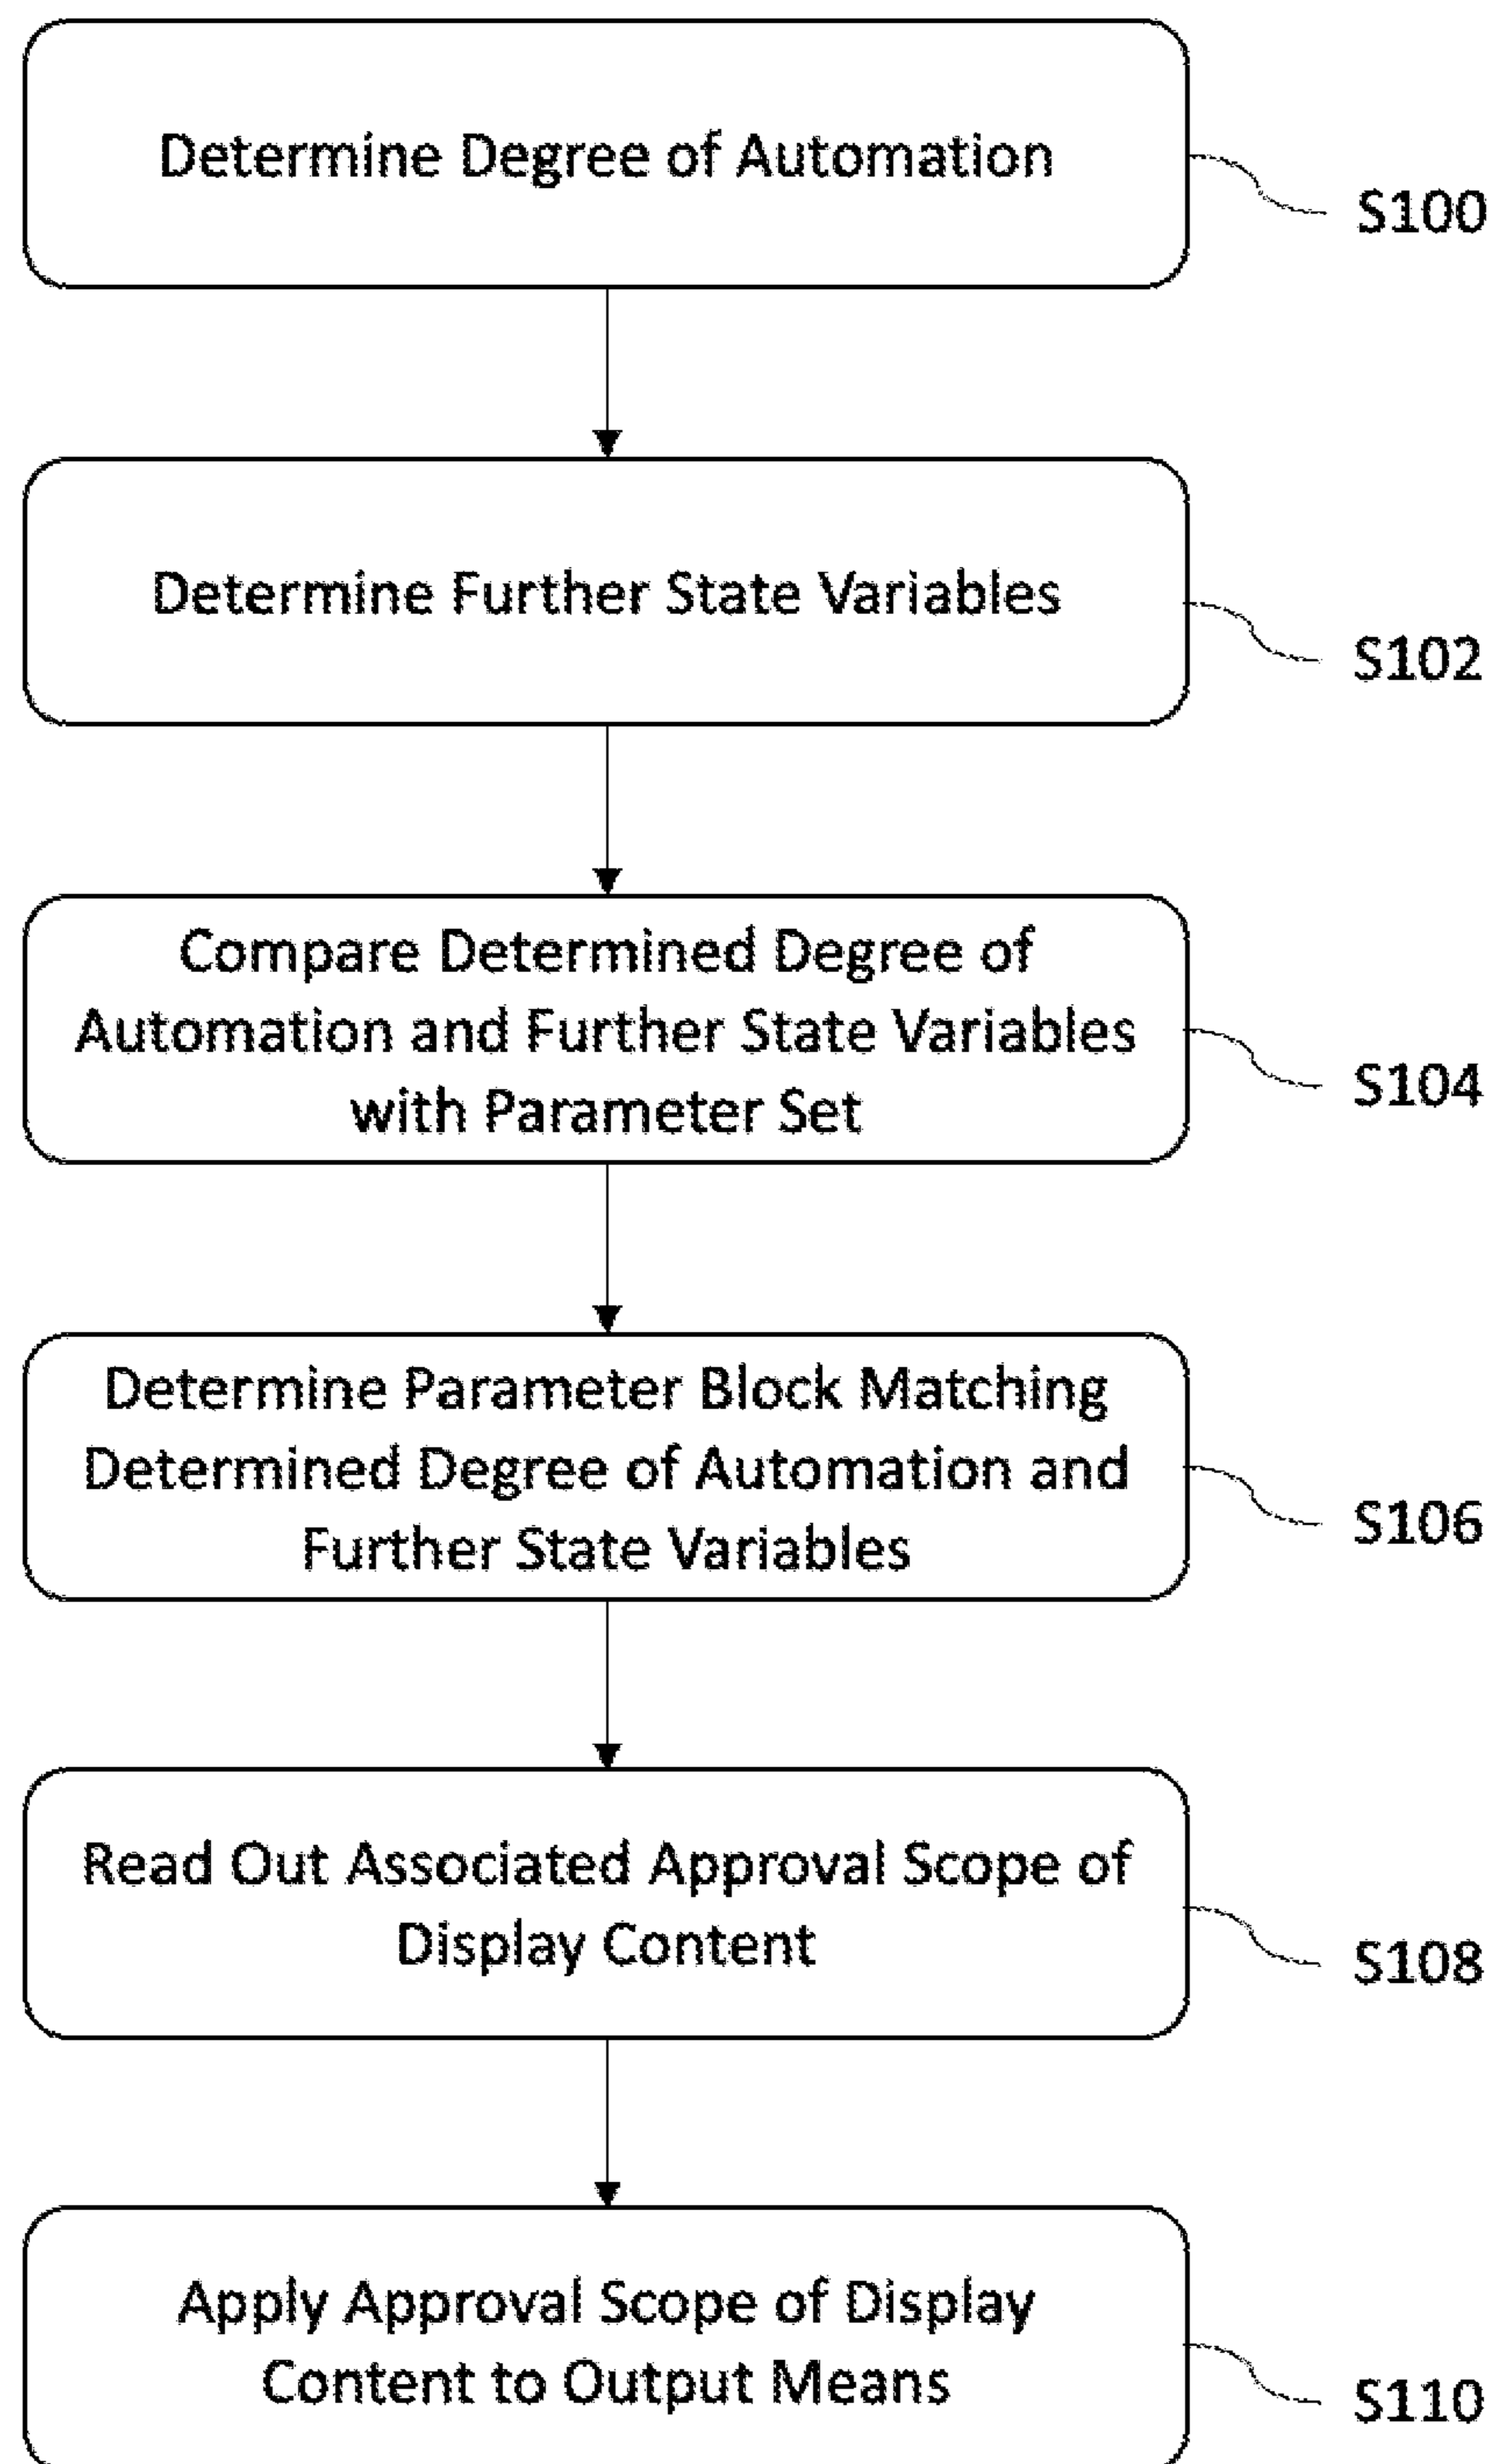 Determine Degree of Automation
S100
Determine Further State Variables
S102
Compare Determined Degree of
Automation and Further State Variables
with Parameter Set
S104
Determine Parameter Block Matching
Determined Degree of Automation and
Further State Variables
S106
Read Out Associated Approval Scope of
Display Content
S108
Apply Approval Scope of Display
Content to Output Means
S110